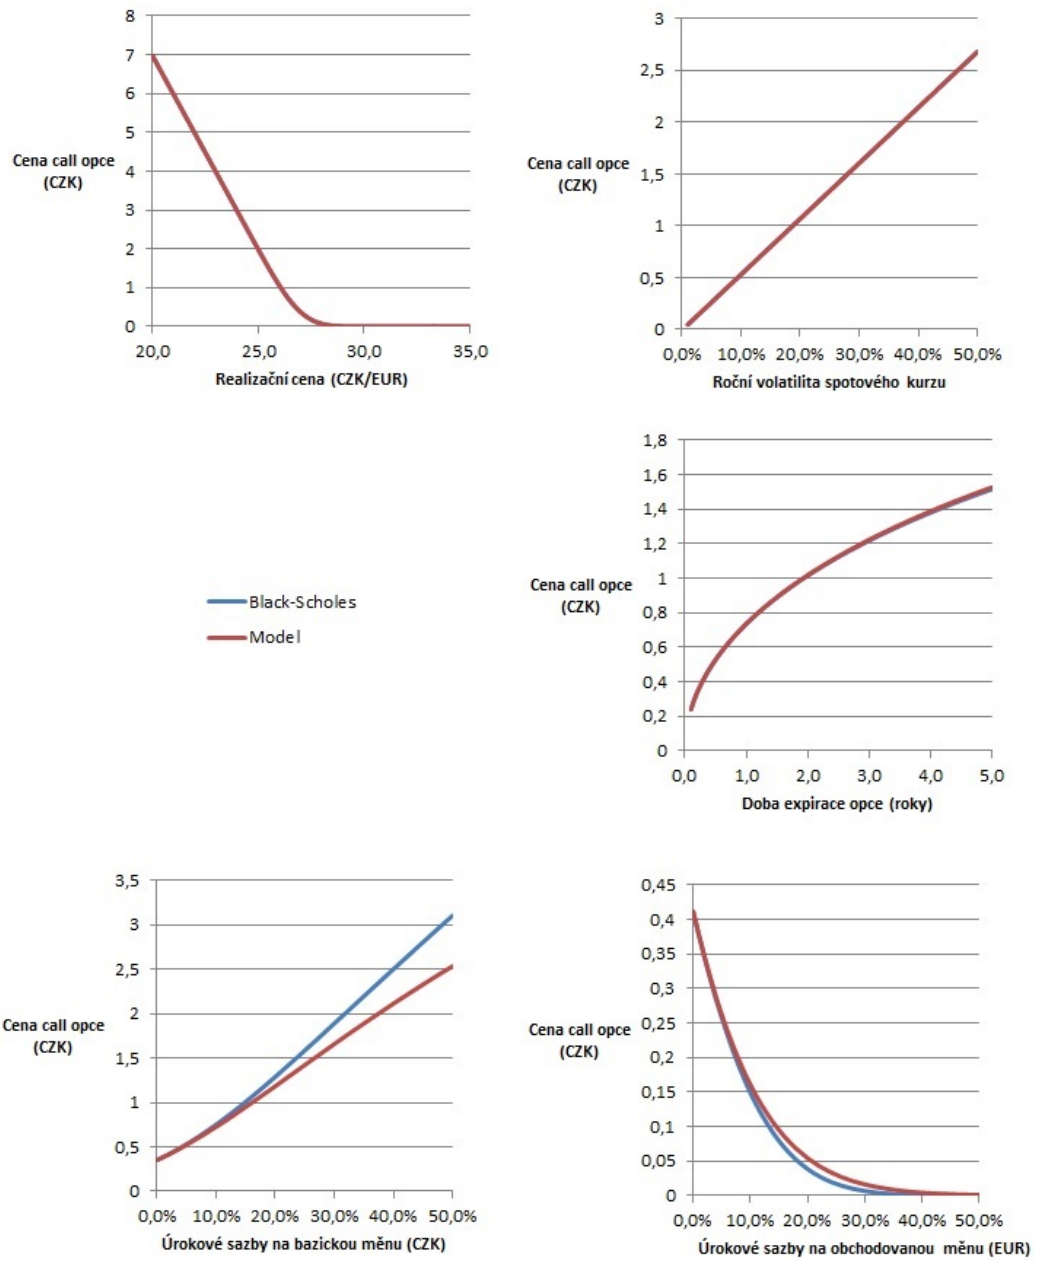 8
7
6
5
4
3
2
1
0
Cena call opce
(CZK)
20,0 25,0 30,0 35,0
Realizační cena (CZK/EUR)
3
2,5
2
1,5
1
0,5
0
Cena call opce
(CZK)
0,0% 10,0% 20,0% 30,0% 40,0% 50,0%
Roční volatilita spotového kurzu
Black-Scholes
Model
1,8
1,6
1,4
1,2
1
0,8
0,6
0,4
0,2
0
Cena call opce
(CZK)
0,0 1,0 2,0 3,0 4,0 5,0
Doba expirace opce (roky)
3,5
3
2,5
2
1,5
1
0,5
0
Cena call opce
(CZK)
0,0% 10,0% 20,0% 30,0% 40,0% 50,0%
Úrokové sazby na bazickou měnu (CZK)
0,45
0,4
0,35
0,3
0,25
0,2
0,15
0,1
0,05
0
Cena call opce
(CZK)
0,0% 10,0% 20,0% 30,0% 40,0% 50,0%
Úrokové sazby na obchodovanou měnu (EUR)